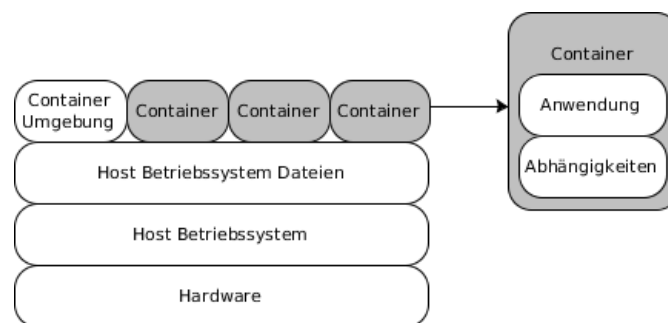 Container
Umgebung
Container
Container
Container
Host Betriebssystem Dateien
Host Betriebssystem
Hardware
Container
Anwendung
Abhängigkeiten